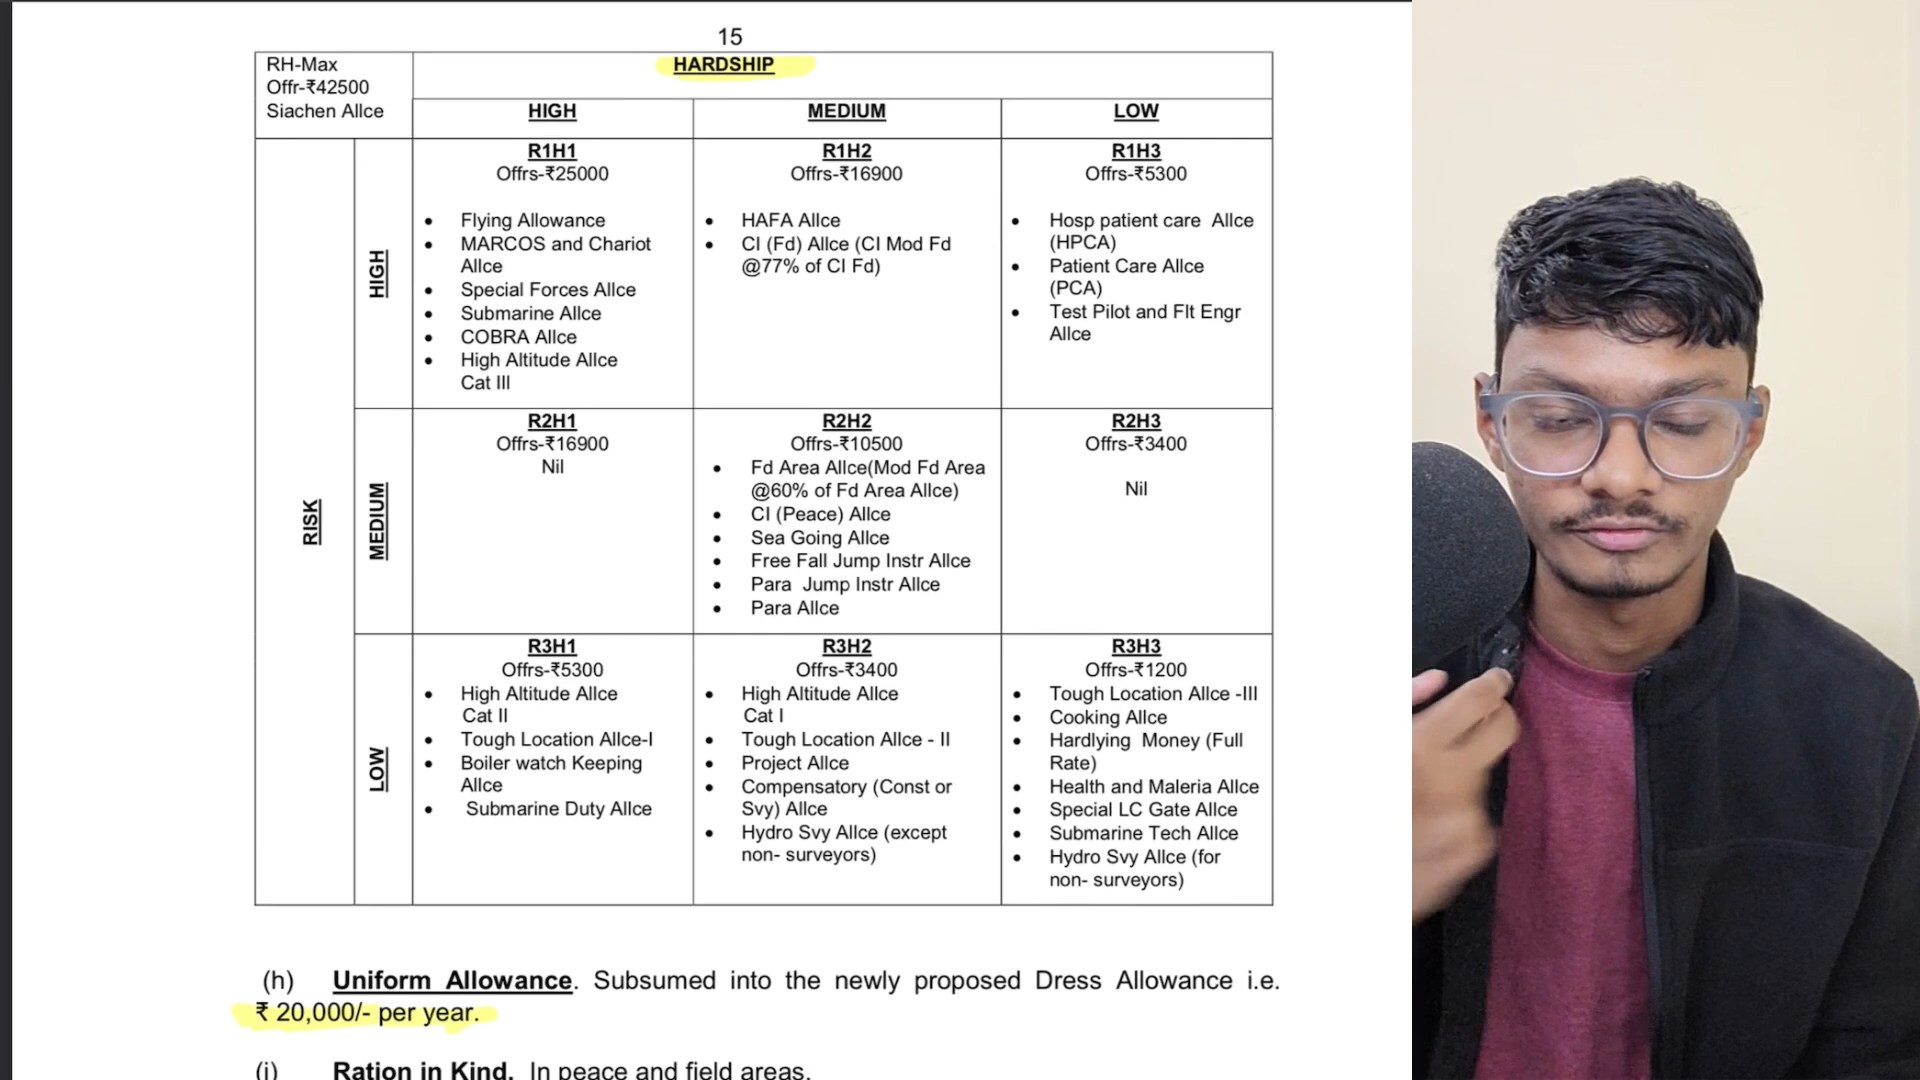 15
RH-Max
Offr-₹42500
Siachen Allce
HARDSHIP
HIGH
MEDIUM
LOW
RISK
HIGH
R1H1
Offrs-₹25000
• Flying Allowance
• MARCOS and Chariot
Allce
• Special Forces Allce
• Submarine Allce
• COBRA Allce
• High Altitude Allce
Cat III
R1H2
Offrs-₹16900
• HAFA Allce
• CI (Fd) Allce (CI Mod Fd
@77% of CI Fd)
R1H3
Offrs-₹5300
• Hosp patient care Allce
(HPCA)
• Patient Care Allce
(PCA)
• Test Pilot and Flt Engr
Allce
MEDIUM
R2H1
Offrs-₹16900
Nil
R2H2
Offrs-₹10500
• Fd Area Allce(Mod Fd Area
@60% of Fd Area Allce)
• CI (Peace) Allce
• Sea Going Allce
• Free Fall Jump Instr Allce
• Para Jump Instr Allce
• Para Allce
R2H3
Offrs-₹3400
Nil
LOW
R3H1
Offrs-₹5300
• High Altitude Allce
Cat II
• Tough Location Allce-I
• Boiler watch Keeping
Allce
• Submarine Duty Allce
R3H2
Offrs-₹3400
• High Altitude Allce
Cat I
• Tough Location Allce - II
• Project Allce
• Compensatory (Const or
Svy) Allce
• Hydro Svy Allce (except
non- surveyors)
R3H3
Offrs-₹1200
• Tough Location Allce -III
• Cooking Allce
• Hardlying Money (Full
Rate)
• Health and Maleria Allce
• Special LC Gate Allce
• Submarine Tech Allce
• Hydro Svy Allce (for
non- surveyors)
(h) Uniform Allowance. Subsumed into the newly proposed Dress Allowance i.e.
₹ 20,000/- per year.
(i) Ration in Kind. In peace and field areas.